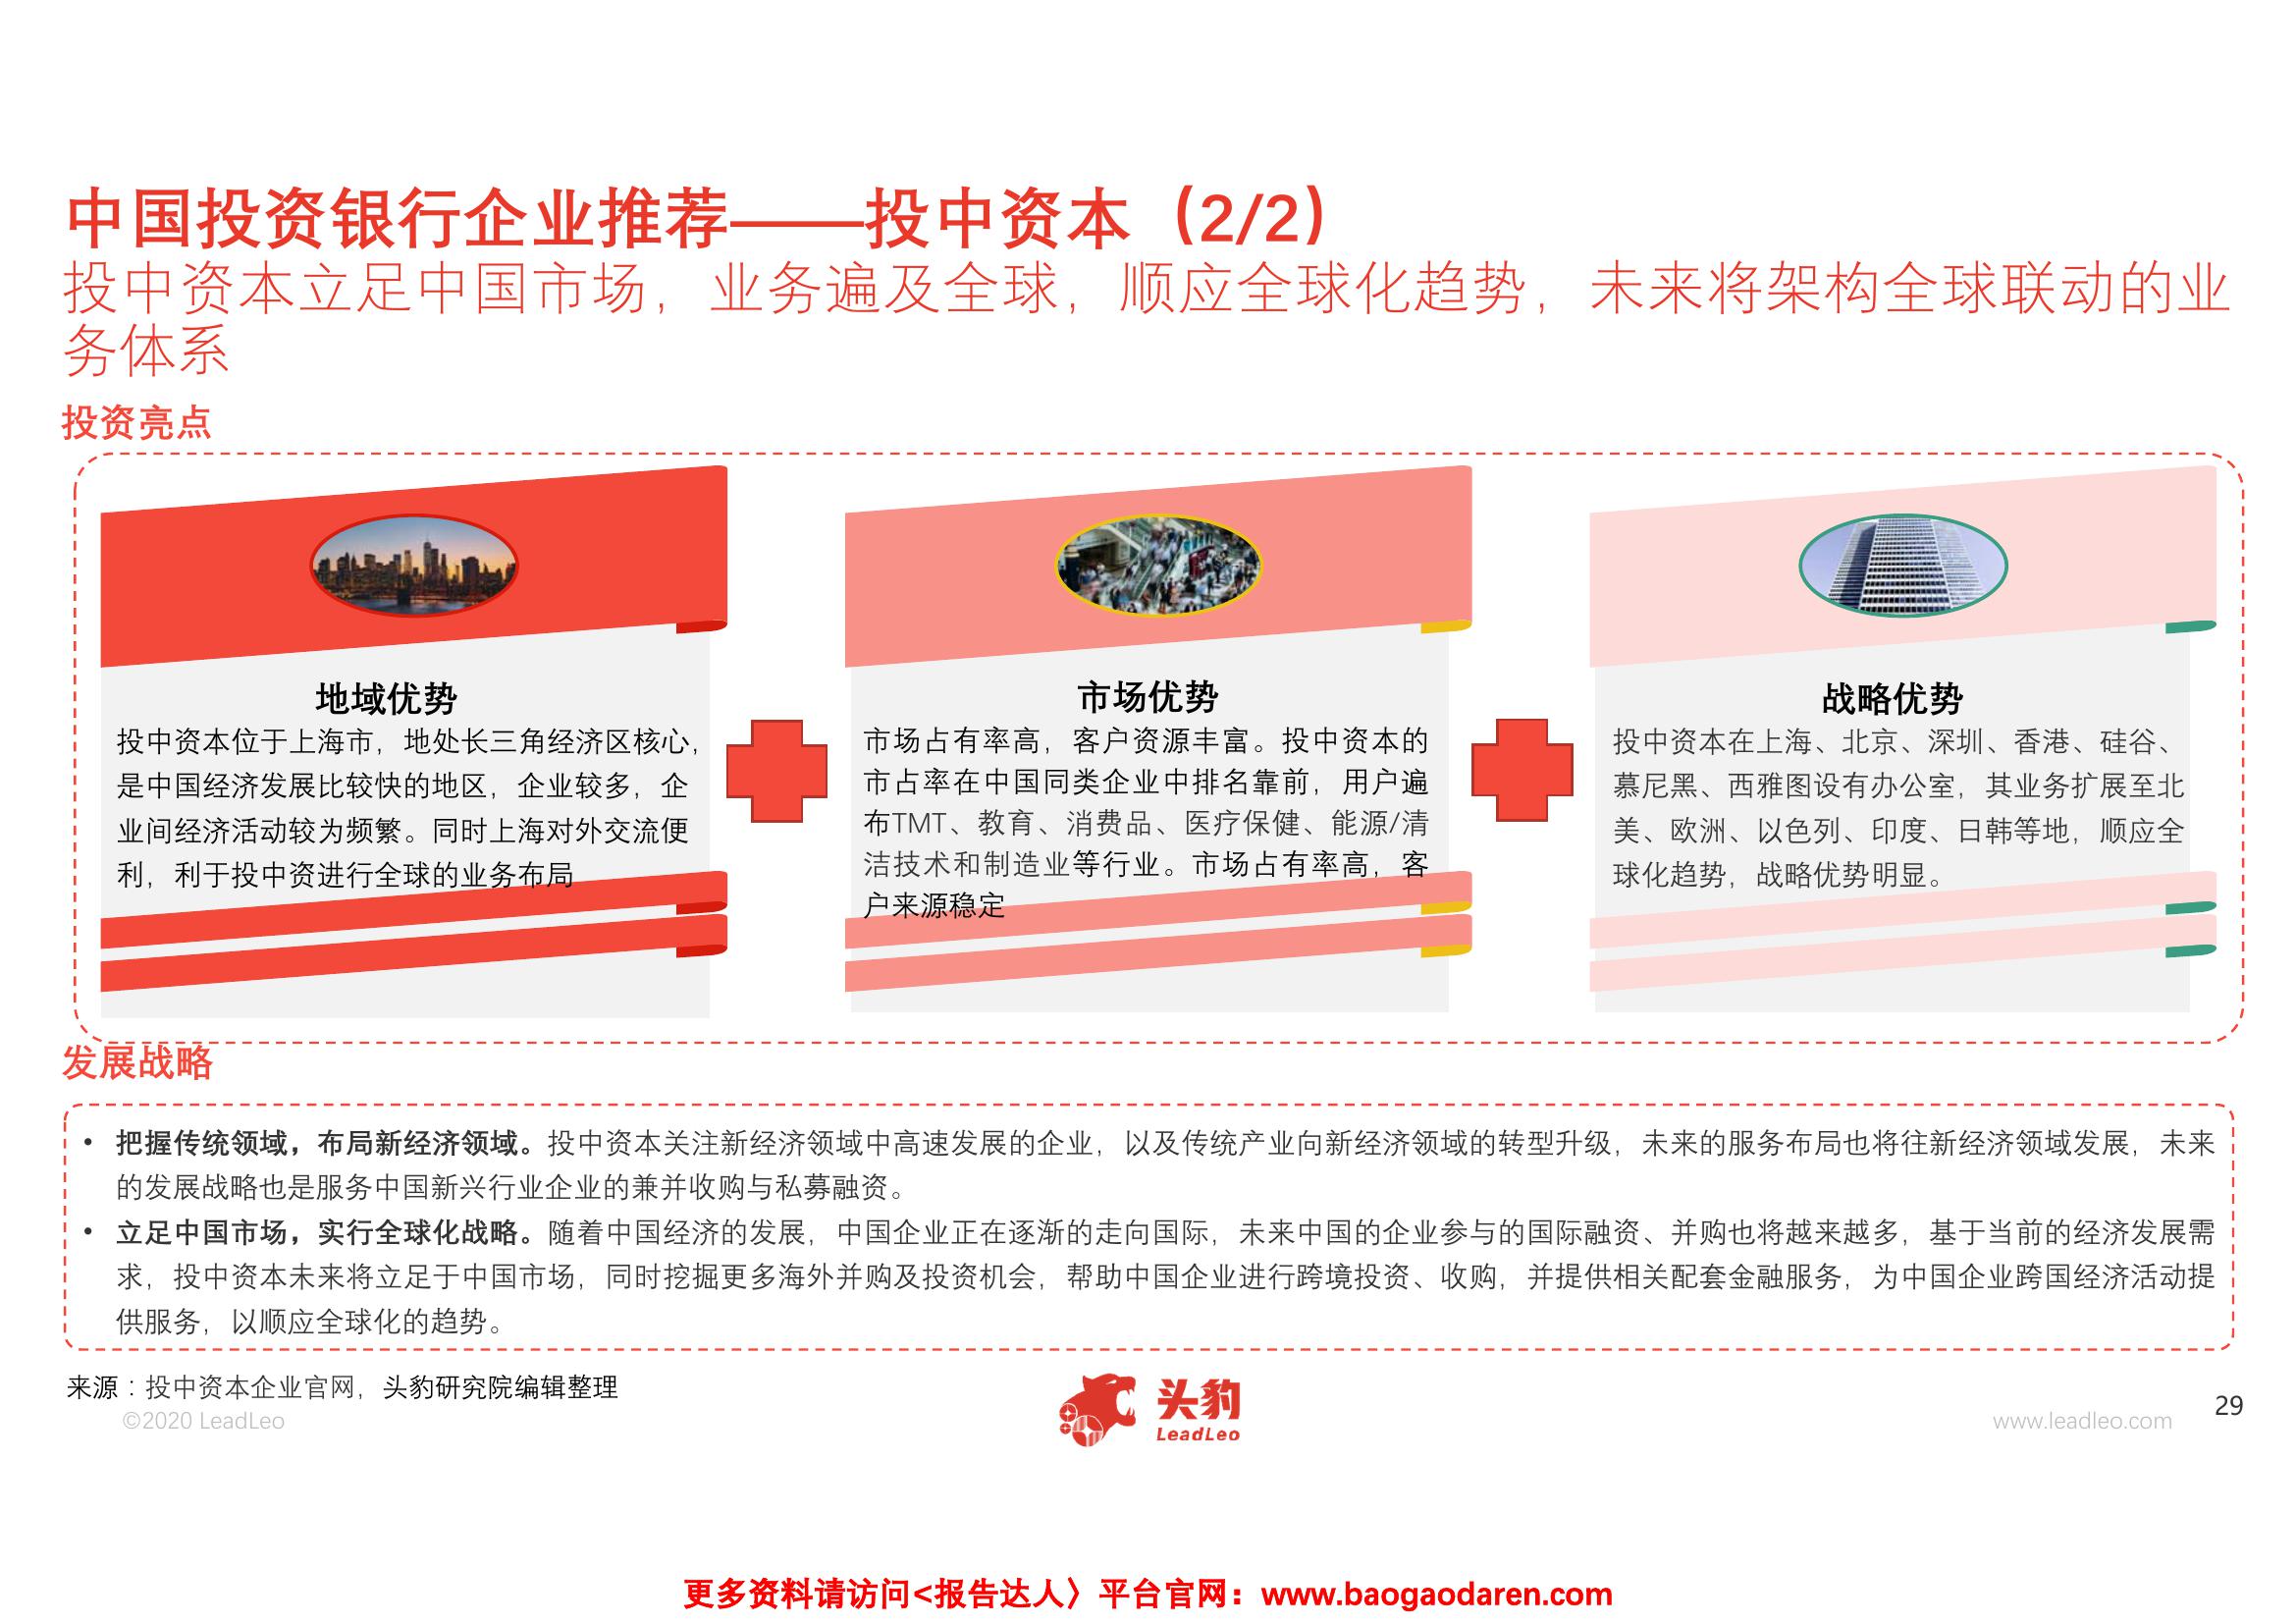 中国投资银行企业推荐——投中资本（2/2）
投中资本立足中国市场，业务遍及全球，顺应全球化趋势，未来将架构全球联动的业
务体系
投资亮点
地域优势
投中资本位于上海市，地处长三角经济区核心，
是中国经济发展比较快的地区，企业较多，企
业间经济活动较为频繁。同时上海对外交流便
利，利于投中资进行全球的业务布局
市场优势
市场占有率高，客户资源丰富。投中资本的
市占率在中国同类企业中排名靠前，用户遍
布TMT、教育、消费品、医疗保健、能源/清
洁技术和制造业等行业。市场占有率高，客
户来源稳定
战略优势
投中资本在上海、北京、深圳、香港、硅谷、
慕尼黑、西雅图设有办公室，其业务扩展至北
美、欧洲、以色列、印度、日韩等地，顺应全
球化趋势，战略优势明显。
发展战略
• 把握传统领域，布局新经济领域。投中资本关注新经济领域中高速发展的企业，以及传统产业向新经济领域的转型升级，未来的服务布局也将往新经济领域发展，未来
的发展战略也是服务中国新兴行业企业的兼并收购与私募融资。
• 立足中国市场，实行全球化战略。随着中国经济的发展，中国企业正在逐渐的走向国际，未来中国的企业参与的国际融资、并购也将越来越多，基于当前的经济发展需
求，投中资本未来将立足于中国市场，同时挖掘更多海外并购及投资机会，帮助中国企业进行跨境投资、收购，并提供相关配套金融服务，为中国企业跨国经济活动提
供服务，以顺应全球化的趋势。
来源：投中资本企业官网，头豹研究院编辑整理
©2020 LeadLeo
头豹
LeadLeo
www.leadleo.com
29
更多资料请访问<报告达人〉平台官网：www.baogaodaren.com